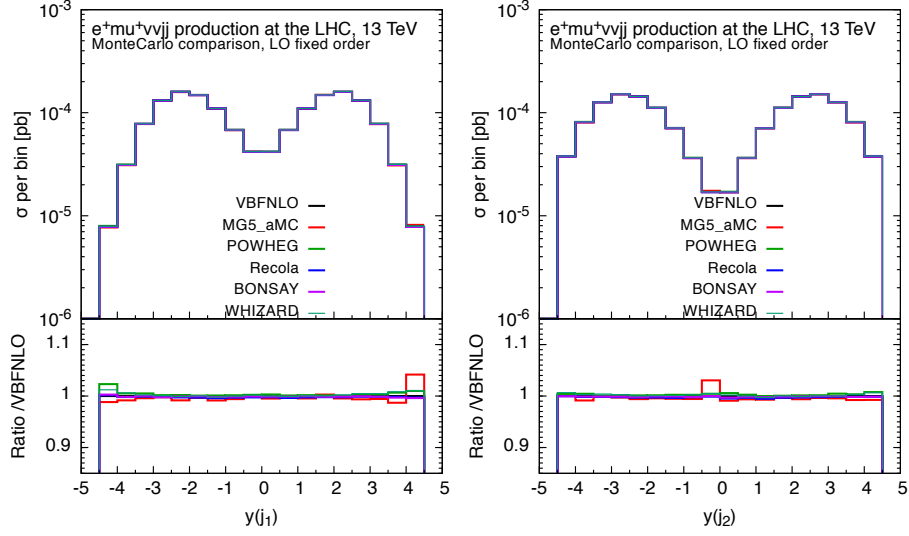 e⁺mu⁺vvjj production at the LHC, 13 TeV
MonteCarlo comparison, LO fixed order
σ per bin [pb]
10⁻³
10⁻⁴
10⁻⁵
10⁻⁶
VBFNLO
MG5_aMC
POWHEG
Recola
BONSAY
WHIZARD
Ratio /VBFNLO
1.1
1
0.9
-5 -4 -3 -2 -1 0 1 2 3 4 5
y(j₁)
e⁺mu⁺vvjj production at the LHC, 13 TeV
MonteCarlo comparison, LO fixed order
σ per bin [pb]
10⁻³
10⁻⁴
10⁻⁵
10⁻⁶
VBFNLO
MG5_aMC
POWHEG
Recola
BONSAY
WHIZARD
Ratio /VBFNLO
1.1
1
0.9
-5 -4 -3 -2 -1 0 1 2 3 4 5
y(j₂)